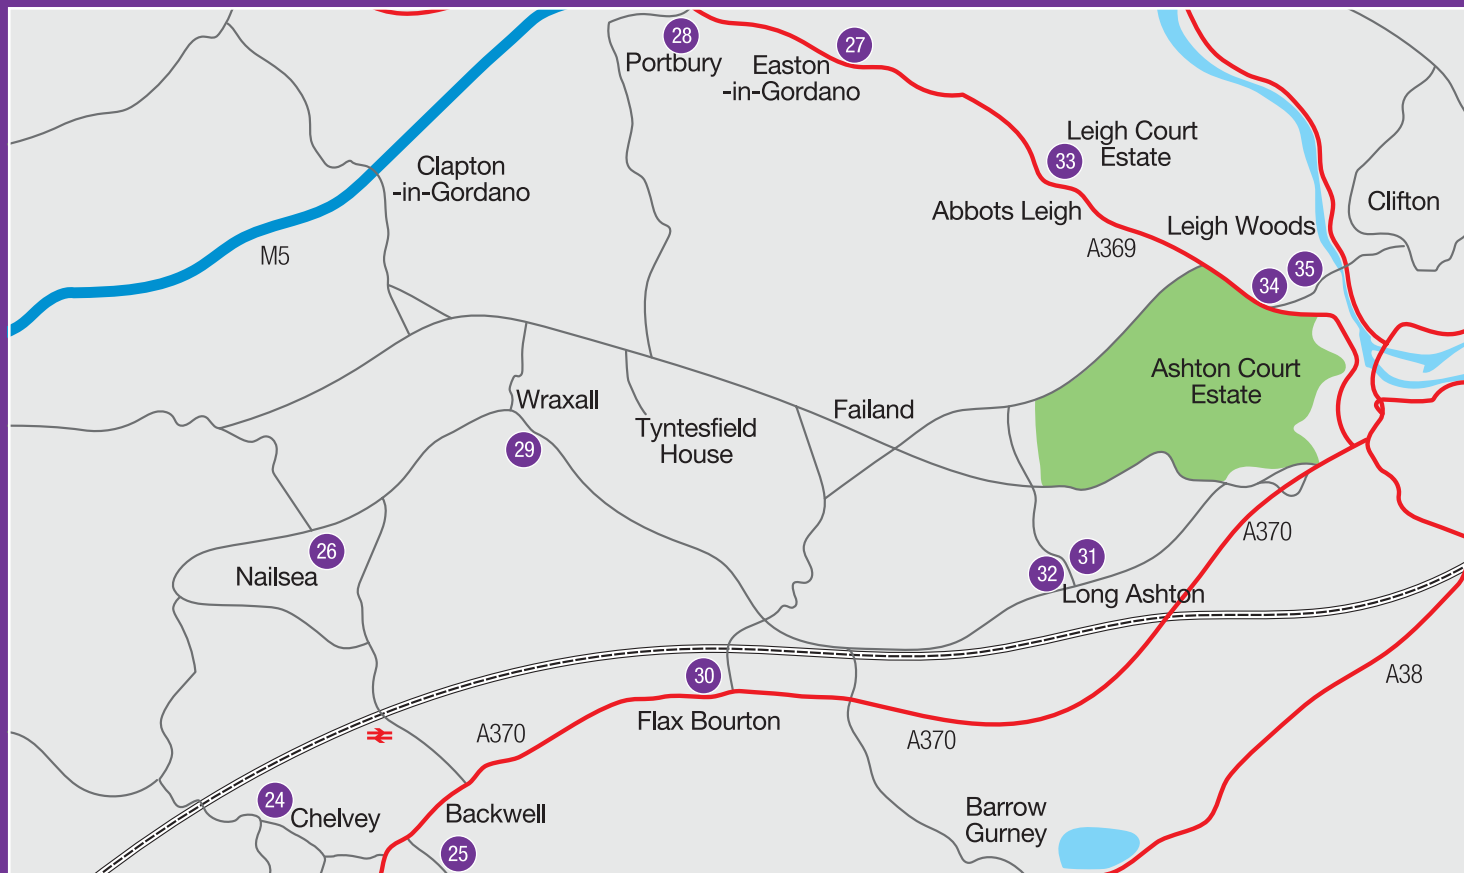 28
Portbury
27
Easton
-in-Gordano
Leigh Court
Estate
33
Clapton
-in-Gordano
Abbots Leigh
Clifton
Leigh Woods
A369
M5
35
34
Ashton Court
Estate
Wraxall
Failand
Tyntesfield
House
29
A370
26
Nailsea
31
32
Long Ashton
30
A38
Flax Bourton
A370
A370
24
Chelvey
Backwell
Barrow
Gurney
25